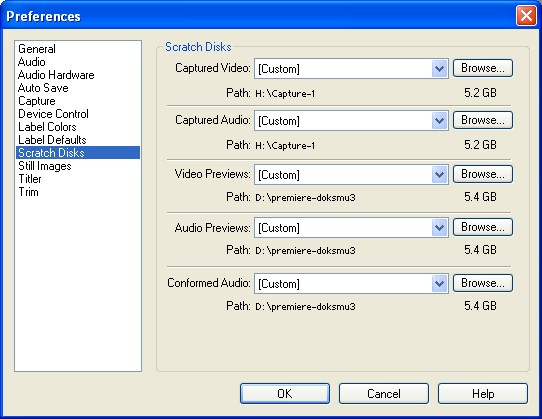 Preferences
General
Audio
Audio Hardware
Auto Save
Capture
Device Control
Label Colors
Label Defaults
Scratch Disks
Still Images
Titler
Trim
Scratch Disks
Captured Video: [Custom] Browse...
Path: H:\Capture-1 5.2 GB
Captured Audio: [Custom] Browse...
Path: H:\Capture-1 5.2 GB
Video Previews: [Custom] Browse...
Path: D:\premiere-doksmu3 5.4 GB
Audio Previews: [Custom] Browse...
Path: D:\premiere-doksmu3 5.4 GB
Conformed Audio: [Custom] Browse...
Path: D:\premiere-doksmu3 5.4 GB
OK Cancel Help